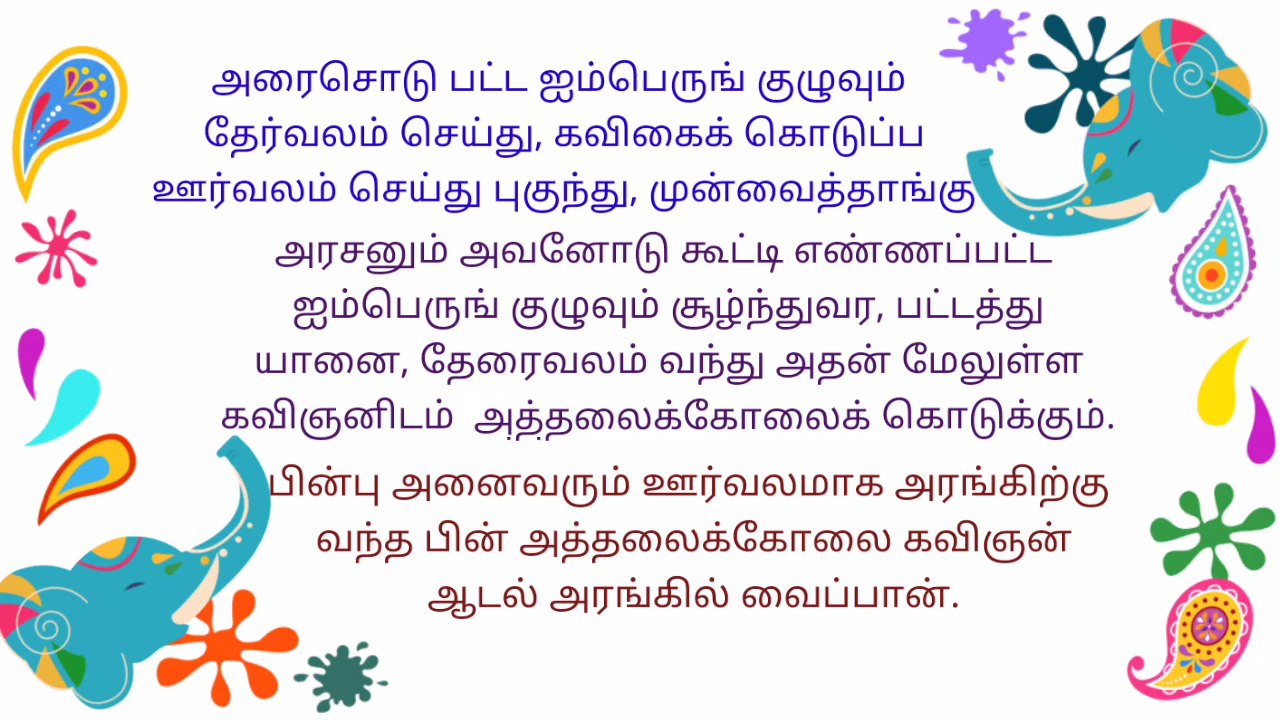 அரைசொடு பட்ட ஐம்பெருங் குழுவும்
தேர்வலம் செய்து, கவிகைக் கொடுப்ப
ஊர்வலம் செய்து புகுந்து, முன்வைத்தாங்கு
அரசனும் அவனோடு கூட்டி எண்ணப்பட்ட
ஐம்பெருங் குழுவும் சூழ்ந்துவர, பட்டத்து
யானை, தேரைவலம் வந்து அதன் மேலுள்ள
கவிஞனிடம் அத்தலைக்கோலைக் கொடுக்கும்.
பின்பு அனைவரும் ஊர்வலமாக அரங்கிற்கு
வந்த பின் அத்தலைக்கோலை கவிஞன்
ஆடல் அரங்கில் வைப்பான்.